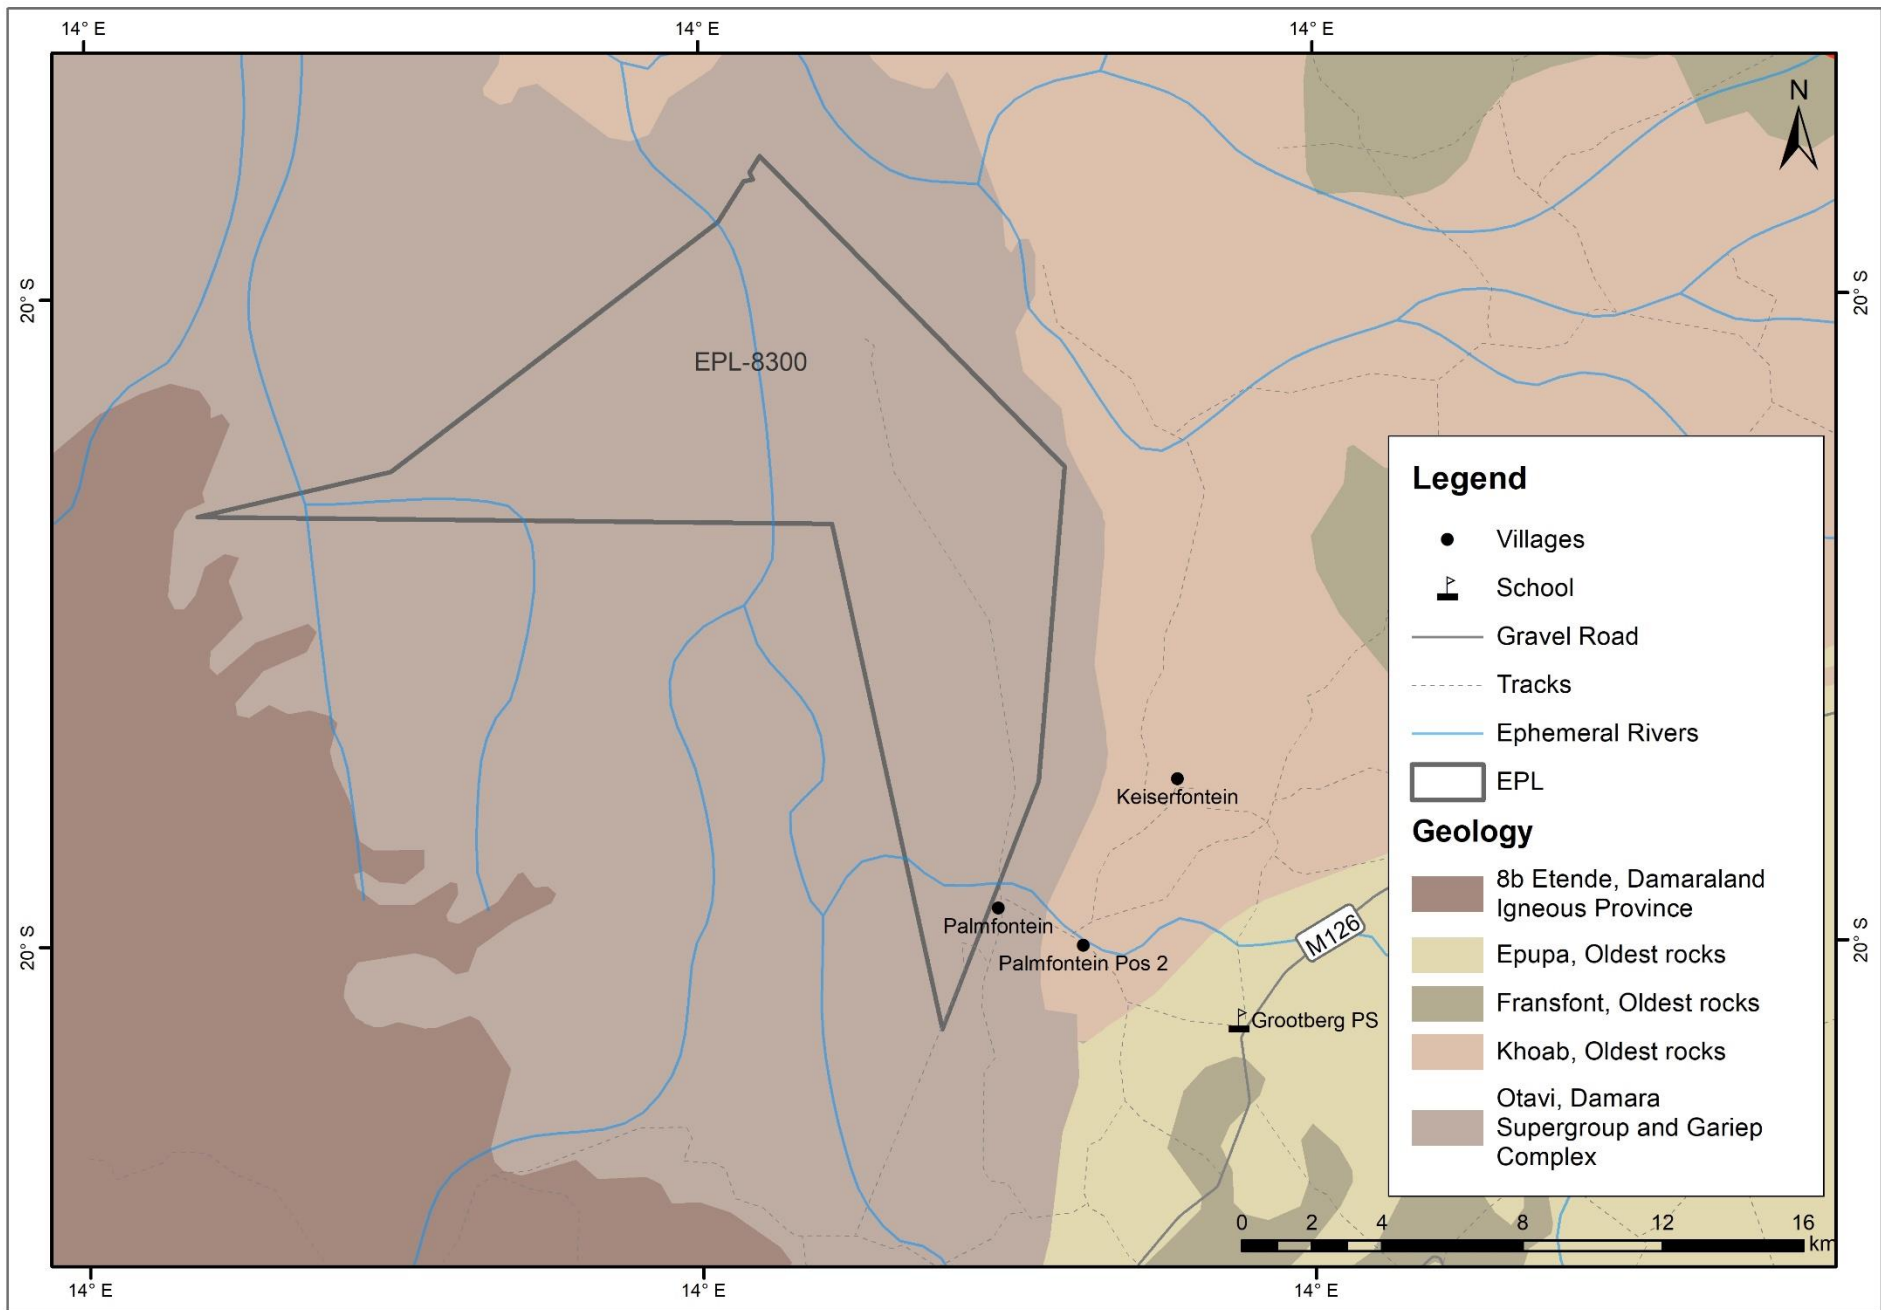 14° E
14° E
14° E
N
20° S
20° S
EPL-8300
Legend
Villages
School
Gravel Road
Tracks
Ephemeral Rivers
EPL
Geology
8b Etende, Damaraland
Igneous Province
Epupa, Oldest rocks
Fransfont, Oldest rocks
Khoab, Oldest rocks
Otavi, Damara
Supergroup and Gariep
Complex
Keiserfontein
Palmfontein
Palmfontein Pos 2
M126
Grootberg PS
20° S
20° S
0 2 4 8 12 16
km
14° E
14° E
14° E